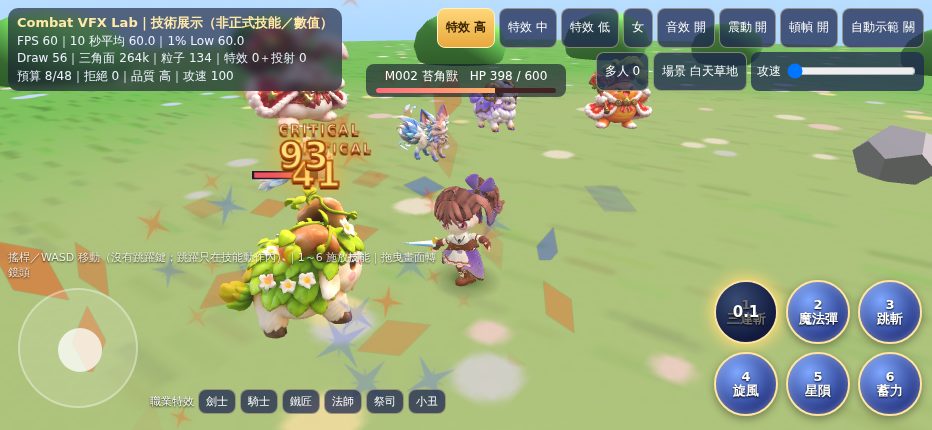 Combat VFX Lab｜技術展示（非正式技能／數值）
FPS 60｜10 秒平均 60.0｜1% Low 60.0
Draw 56｜三角面 264k｜粒子 134｜特效 0＋投射 0
預算 8/48｜拒絕 0｜品質 高｜攻速 100
特效 高
特效 中
特效 低
女
音效 開
震動 開
頓幀 開
自動示範 關
M002 苔角獸 HP 398 / 600
多人 0
場景 白天草地
攻速
CRITICAL
93
41
搖桿／WASD 移動（沒有跳躍鍵；跳躍只在技能動作內）｜1～6 施放技能｜拖曳畫面轉
鏡頭
1
三連斬
0.1
2
魔法彈
3
跳斬
4
旋風
5
星隕
6
蓄力
職業特效
劍士
騎士
鐵匠
法師
祭司
小丑